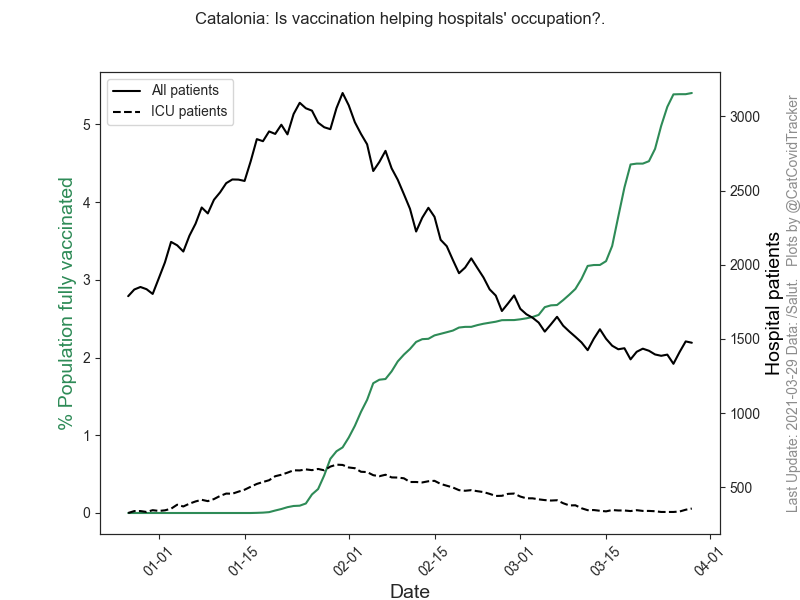 Catalonia: Is vaccination helping hospitals' occupation?.
All patients
ICU patients
% Population fully vaccinated
5
4
3
2
1
0
3000
2500
2000
1500
1000
500
Hospital patients
Last Update: 2021-03-29 Data: /Salut. Plots by @CatCovidTracker
01-01
01-15
02-01
02-15
03-01
03-15
04-01
Date